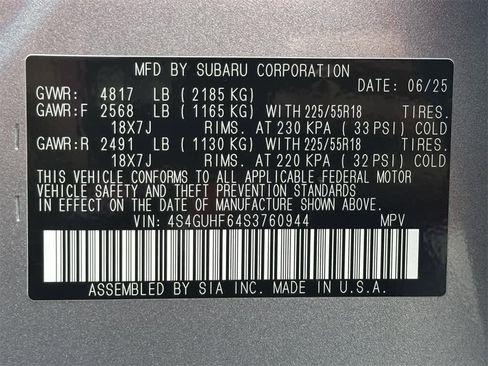 MFD BY SUBARU CORPORATION
DATE: 06/25
GVWR: 4817 LB ( 2185 KG)
GAWR:F 2568 LB ( 1165 KG) WITH 225/55R18 TIRES.
18X7J RIMS. AT 230 KPA ( 33 PSI) COLD
GAWR:R 2491 LB ( 1130 KG) WITH 225/55R18 TIRES.
18X7J RIMS. AT 220 KPA ( 32 PSI) COLD
THIS VEHICLE CONFORMS TO ALL APPLICABLE FEDERAL MOTOR
VEHICLE SAFETY AND THEFT PREVENTION STANDARDS
IN EFFECT ON THE DATE OF MANUFACTURE SHOWN ABOVE.
VIN: 4S4GUHF64S3760944 MPV
ASSEMBLED BY SIA INC. MADE IN U.S.A.